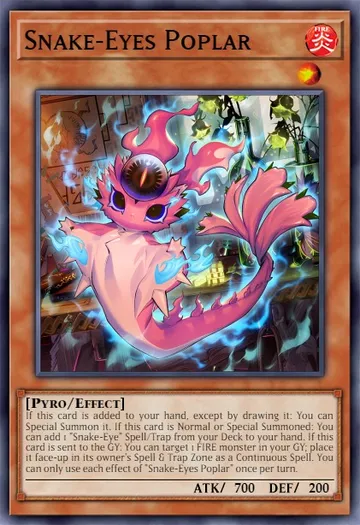 SNAKE-EYES POPLAR
FIRE
炎
[PYRO/EFFECT]
If this card is added to your hand, except by drawing it: You can
Special Summon it. If this card is Normal or Special Summoned: You
can add 1 "Snake-Eye" Spell/Trap from your Deck to your hand. If this
card is sent to the GY: You can target 1 FIRE monster in your GY; place
it face-up in its owner's Spell & Trap Zone as a Continuous Spell. You can
only use each effect of "Snake-Eyes Poplar" once per turn.
ATK/ 700 DEF/ 200